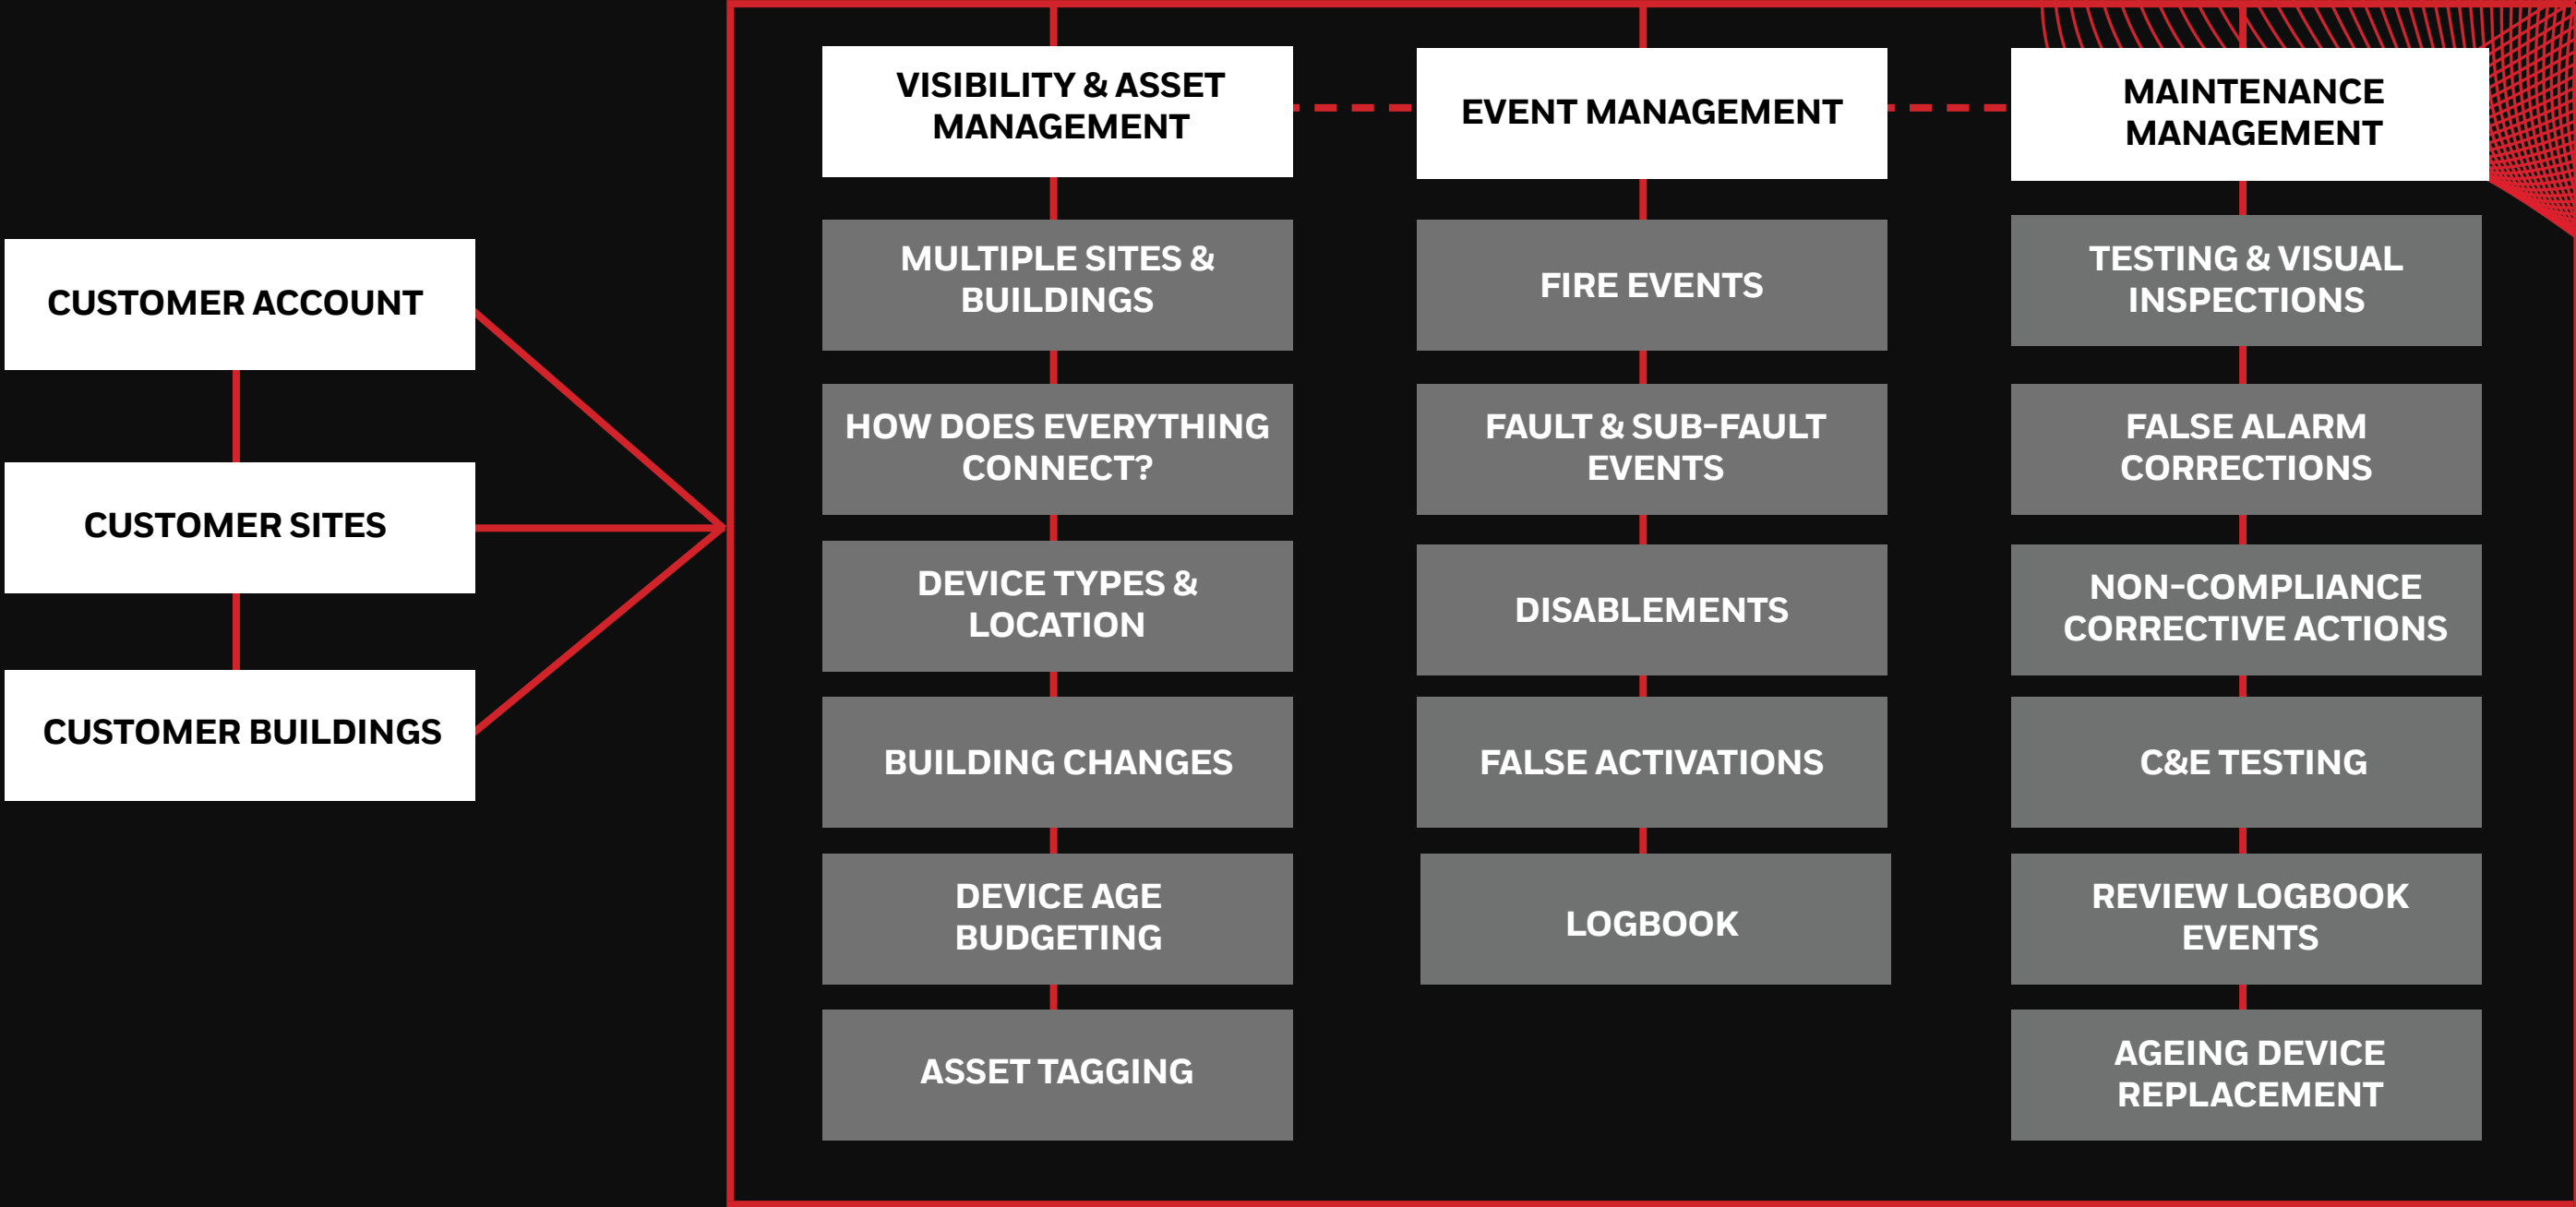 CUSTOMER ACCOUNT
CUSTOMER SITES
CUSTOMER BUILDINGS
VISIBILITY & ASSET
MANAGEMENT
MULTIPLE SITES &
BUILDINGS
HOW DOES EVERYTHING
CONNECT?
DEVICE TYPES &
LOCATION
BUILDING CHANGES
DEVICE AGE
BUDGETING
ASSET TAGGING
EVENT MANAGEMENT
FIRE EVENTS
FAULT & SUB-FAULT
EVENTS
DISABLEMENTS
FALSE ACTIVATIONS
LOGBOOK
MAINTENANCE
MANAGEMENT
TESTING & VISUAL
INSPECTIONS
FALSE ALARM
CORRECTIONS
NON-COMPLIANCE
CORRECTIVE ACTIONS
C&E TESTING
REVIEW LOGBOOK
EVENTS
AGEING DEVICE
REPLACEMENT